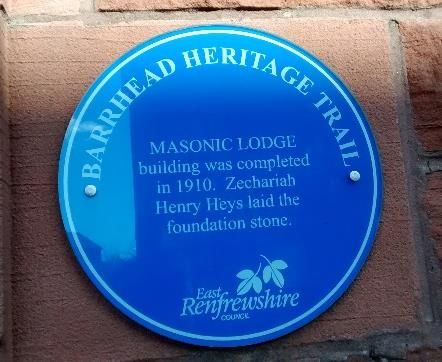 BARRHEAD HERITAGE TRAIL
MASONIC LODGE
building was completed
in 1910. Zechariah
Henry Heys laid the
foundation stone.
East
Renfrewshire
COUNCIL